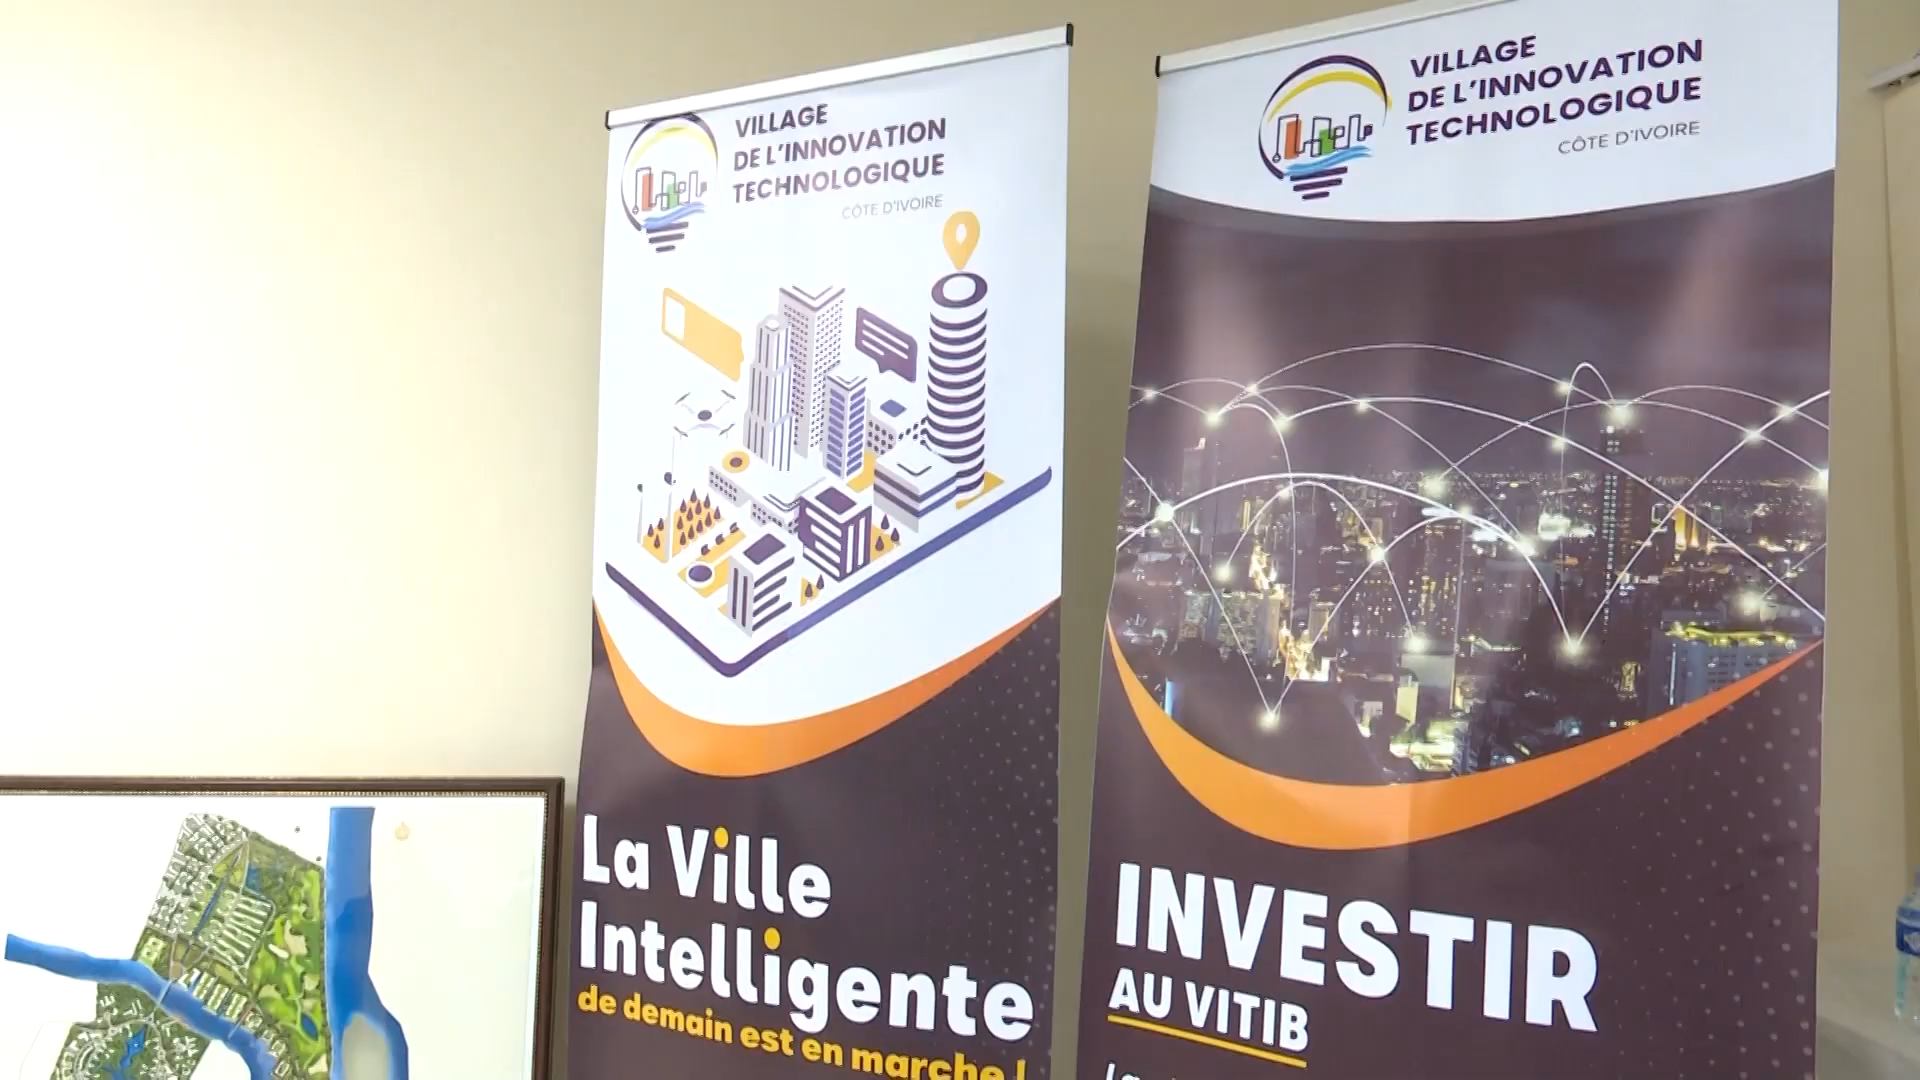 VILLAGE
DE L'INNOVATION
TECHNOLOGIQUE
CÔTE D'IVOIRE
La Ville
Intelligente
de demain est en marche !
VILLAGE
DE L'INNOVATION
TECHNOLOGIQUE
CÔTE D'IVOIRE
INVESTIR
AU VITIB